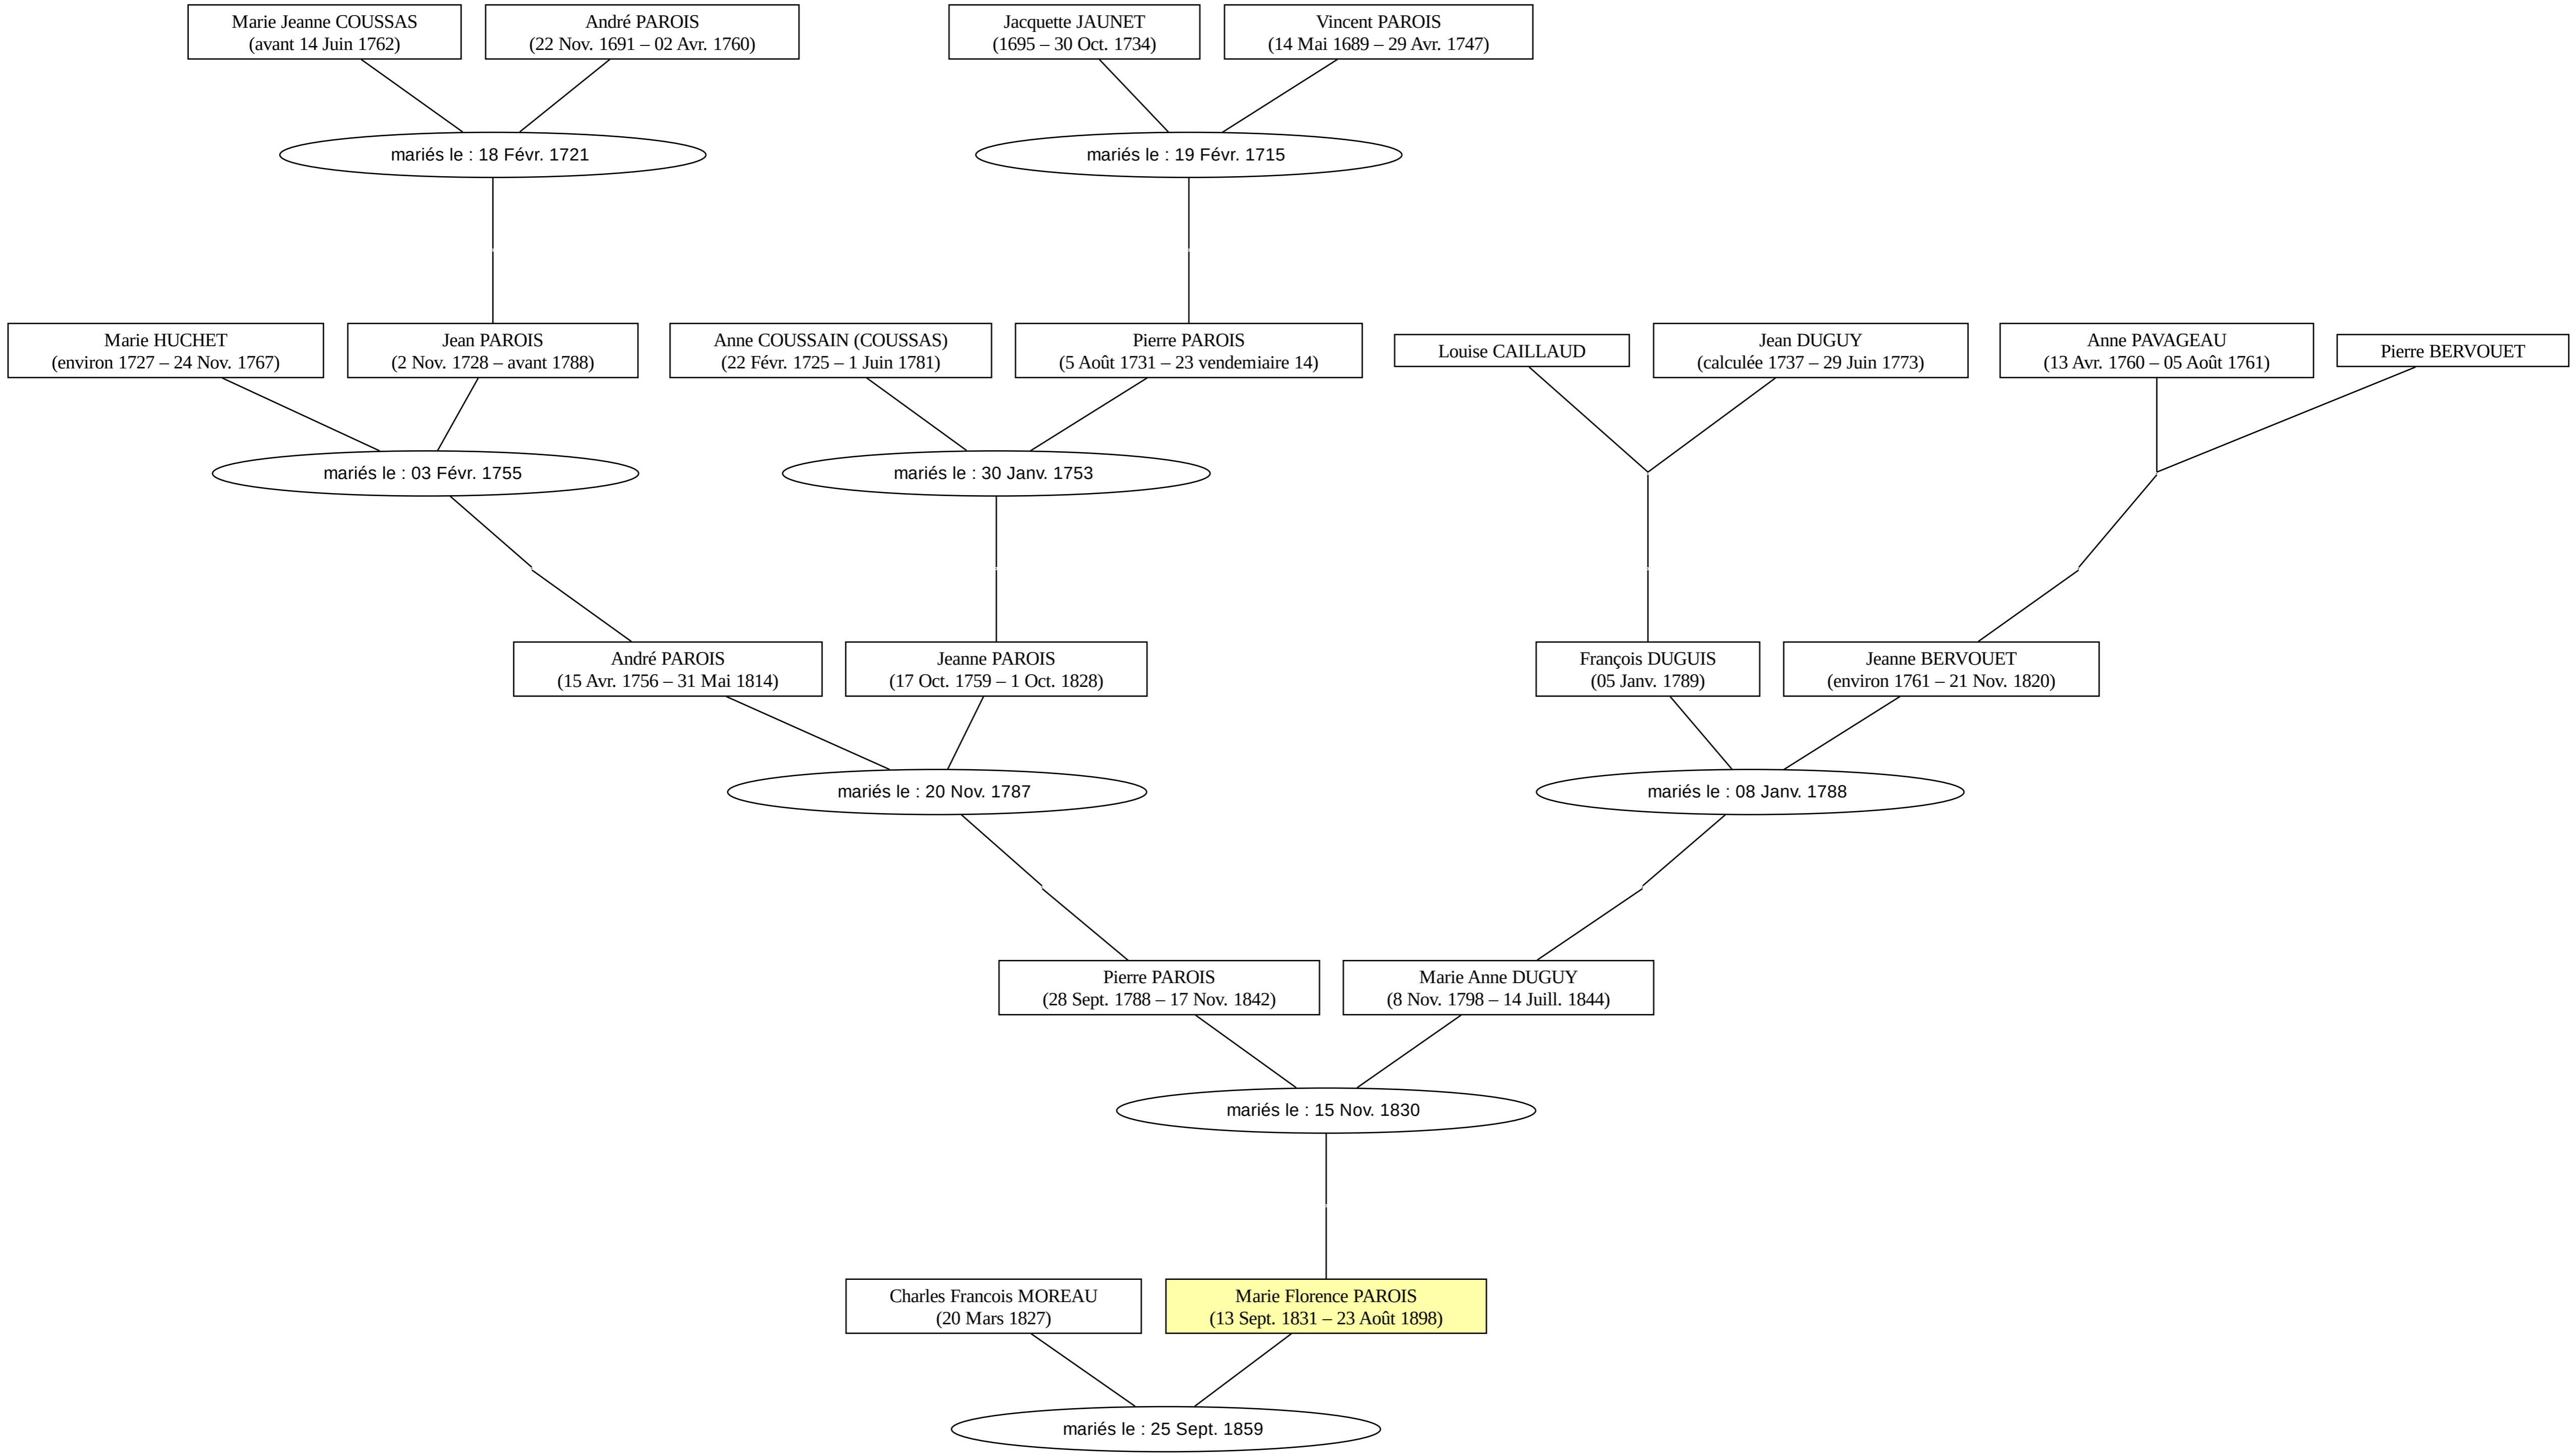 Marie Jeanne COUSSAS
(avant 14 Juin 1762)
André PAROIS
(22 Nov. 1691 – 02 Avr. 1760)
Jacquette JAUNET
(1695 – 30 Oct. 1734)
Vincent PAROIS
(14 Mai 1689 – 29 Avr. 1747)
mariés le : 18 Févr. 1721
mariés le : 19 Févr. 1715
Marie HUCHET
(environ 1727 – 24 Nov. 1767)
Jean PAROIS
(2 Nov. 1728 – avant 1788)
Anne COUSSAIN (COUSSAS)
(22 Févr. 1725 – 1 Juin 1781)
Pierre PAROIS
(5 Août 1731 – 23 vendemiaire 14)
Louise CAILLAUD
Jean DUGUY
(calculée 1737 – 29 Juin 1773)
Anne PAVAGEAU
(13 Avr. 1760 – 05 Août 1761)
Pierre BERVOUET
mariés le : 03 Févr. 1755
mariés le : 30 Janv. 1753
André PAROIS
(15 Avr. 1756 – 31 Mai 1814)
Jeanne PAROIS
(17 Oct. 1759 – 1 Oct. 1828)
François DUGUIS
(05 Janv. 1789)
Jeanne BERVOUET
(environ 1761 – 21 Nov. 1820)
mariés le : 20 Nov. 1787
mariés le : 08 Janv. 1788
Pierre PAROIS
(28 Sept. 1788 – 17 Nov. 1842)
Marie Anne DUGUY
(8 Nov. 1798 – 14 Juill. 1844)
mariés le : 15 Nov. 1830
Charles Francois MOREAU
(20 Mars 1827)
Marie Florence PAROIS
(13 Sept. 1831 – 23 Août 1898)
mariés le : 25 Sept. 1859